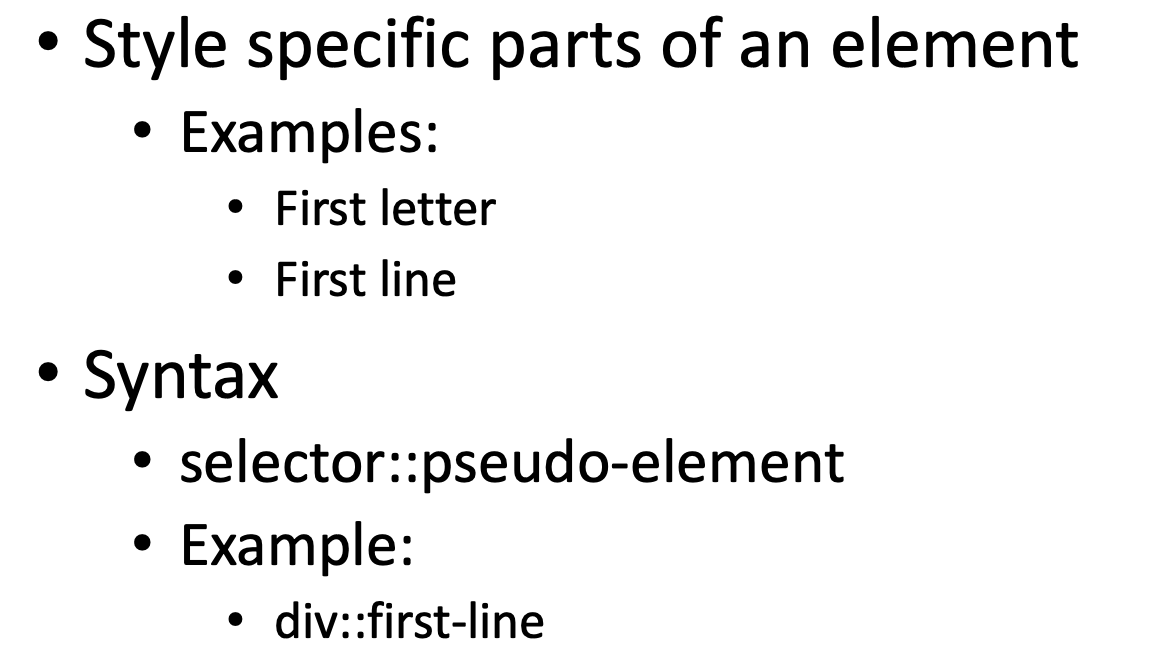 • Style specific parts of an element
• Examples:
• First letter
• First line
• Syntax
• selector::pseudo-element
• Example:
• div::first-line